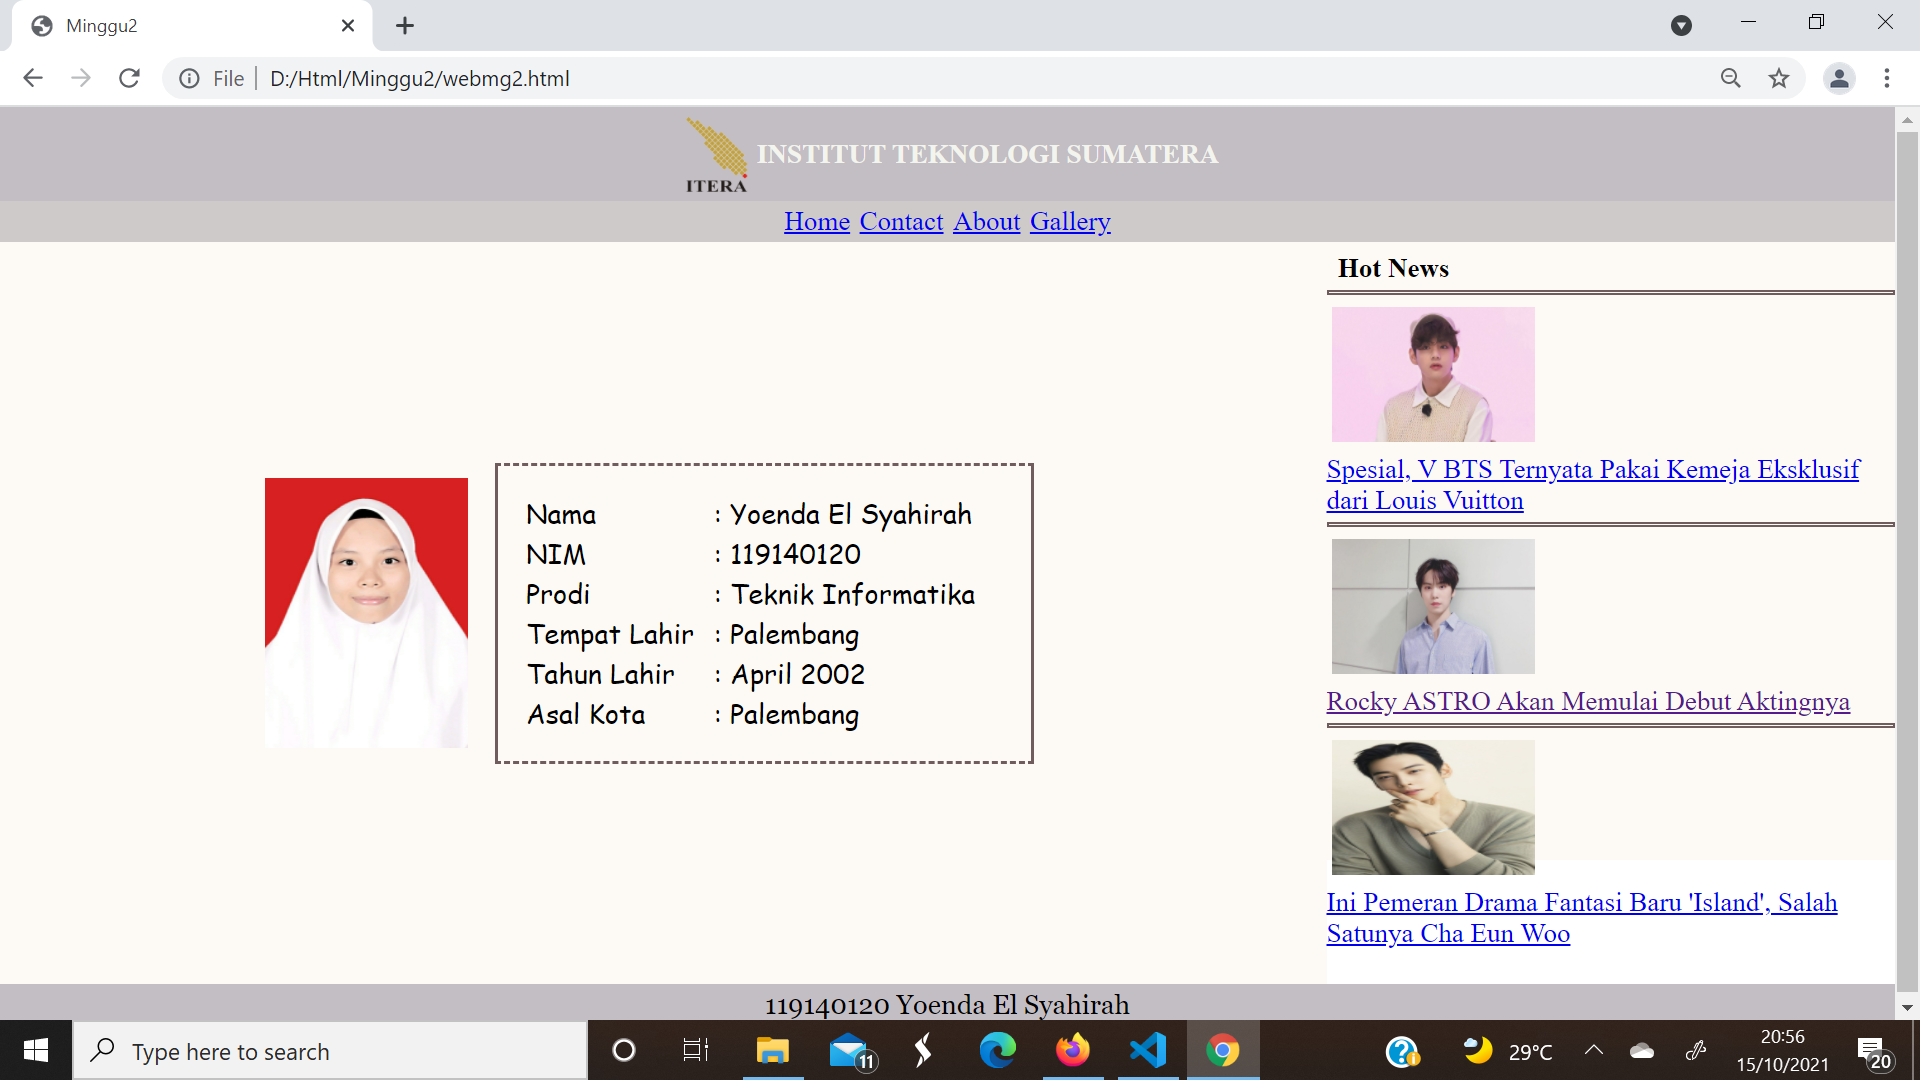 Minggu2
File
D:/Html/Minggu2/webmg2.html
ITERA
INSTITUT TEKNOLOGI SUMATERA
Home Contact About Gallery
Nama : Yoenda El Syahirah
NIM : 119140120
Prodi : Teknik Informatika
Tempat Lahir : Palembang
Tahun Lahir : April 2002
Asal Kota : Palembang
Hot News
Spesial, V BTS Ternyata Pakai Kemeja Eksklusif
dari Louis Vuitton
Rocky ASTRO Akan Memulai Debut Aktingnya
Ini Pemeran Drama Fantasi Baru 'Island', Salah
Satunya Cha Eun Woo
119140120 Yoenda El Syahirah
Type here to search
11
29°C
20:56
15/10/2021
20